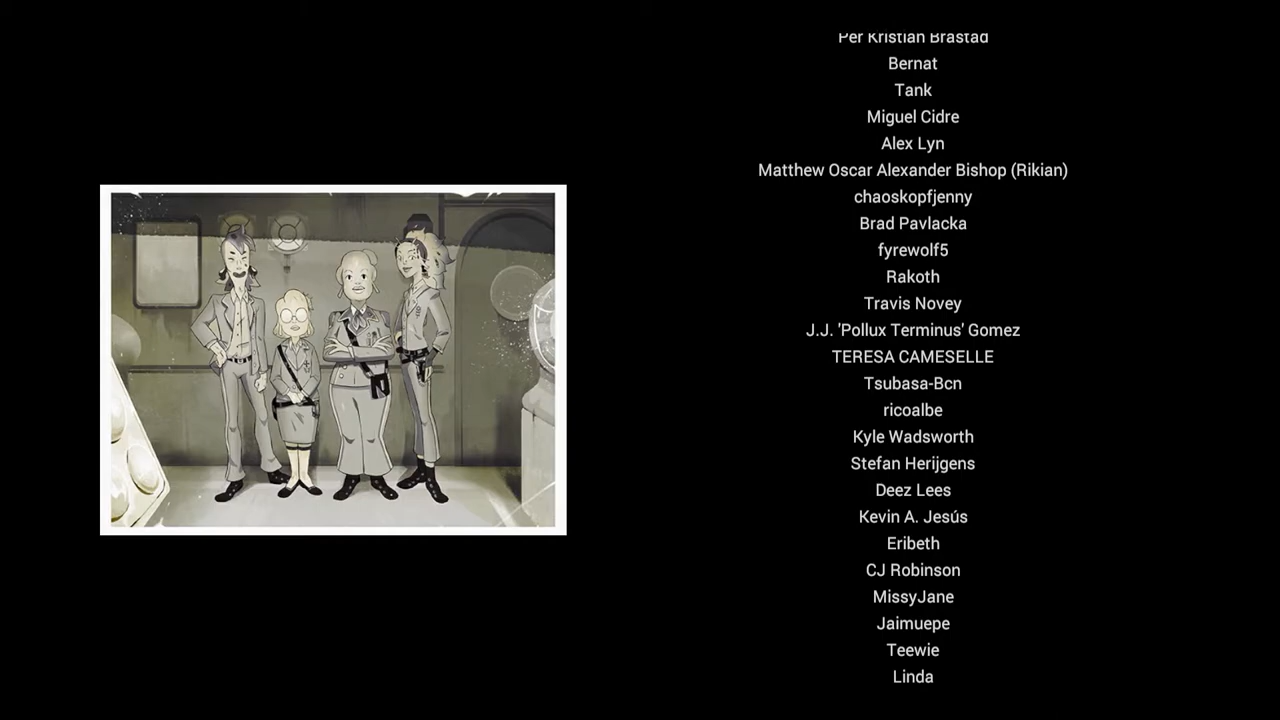 Per Kristian Brastad
Bernat
Tank
Miguel Cidre
Alex Lyn
Matthew Oscar Alexander Bishop (Rikian)
chaoskopfjenny
Brad Pavlacka
fyrewolf5
Rakoth
Travis Novey
J.J. 'Pollux Terminus' Gomez
TERESA CAMESELLE
Tsubasa-Bcn
ricoalbe
Kyle Wadsworth
Stefan Herijgens
Deez Lees
Kevin A. Jesús
Eribeth
CJ Robinson
MissyJane
Jaimuepe
Teewie
Linda